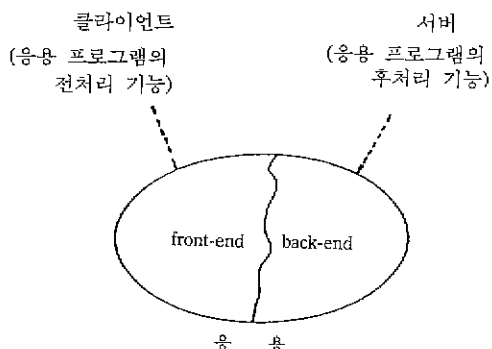 클라이언트
(응용 프로그램의
전처리 기능)
서버
(응용 프로그램의
후처리 기능)
front-end
back-end
응 용